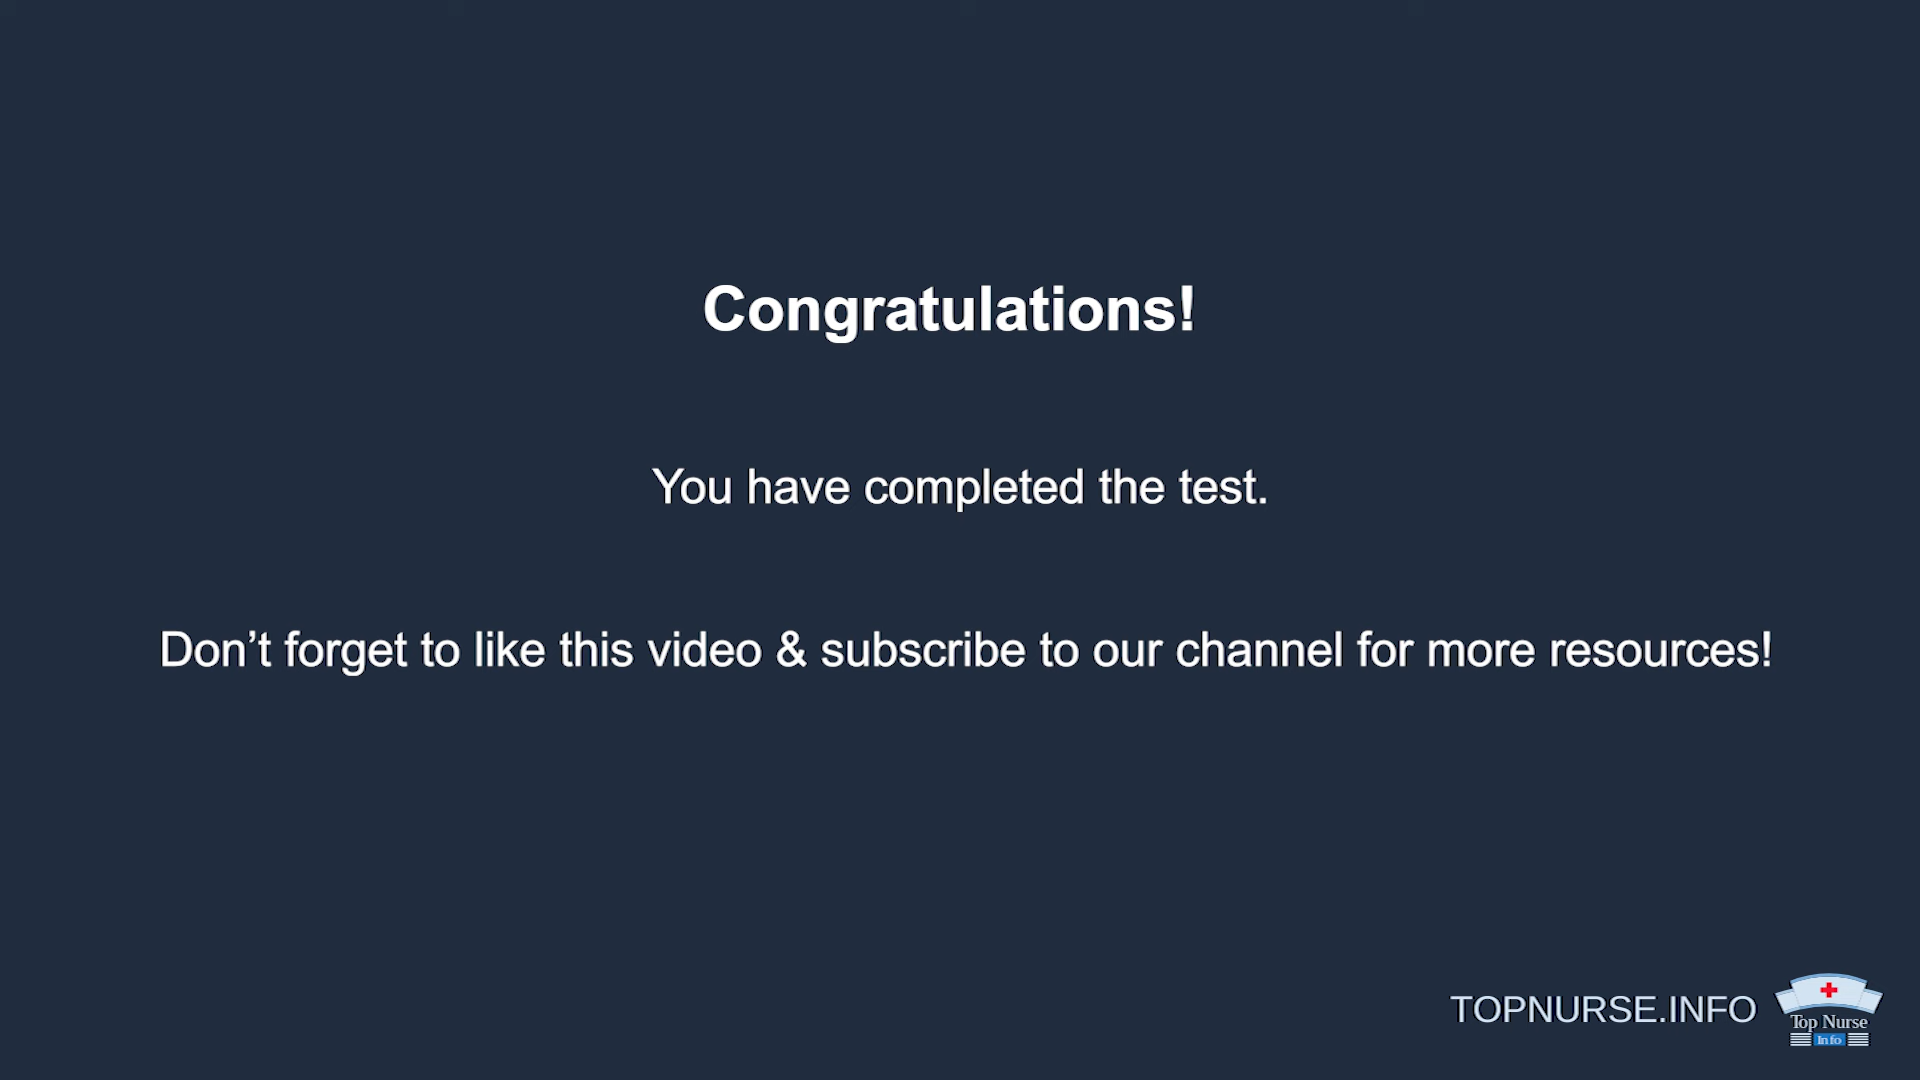 Congratulations!
You have completed the test.
Don’t forget to like this video & subscribe to our channel for more resources!
TOPNURSE.INFO
Top Nurse
Info